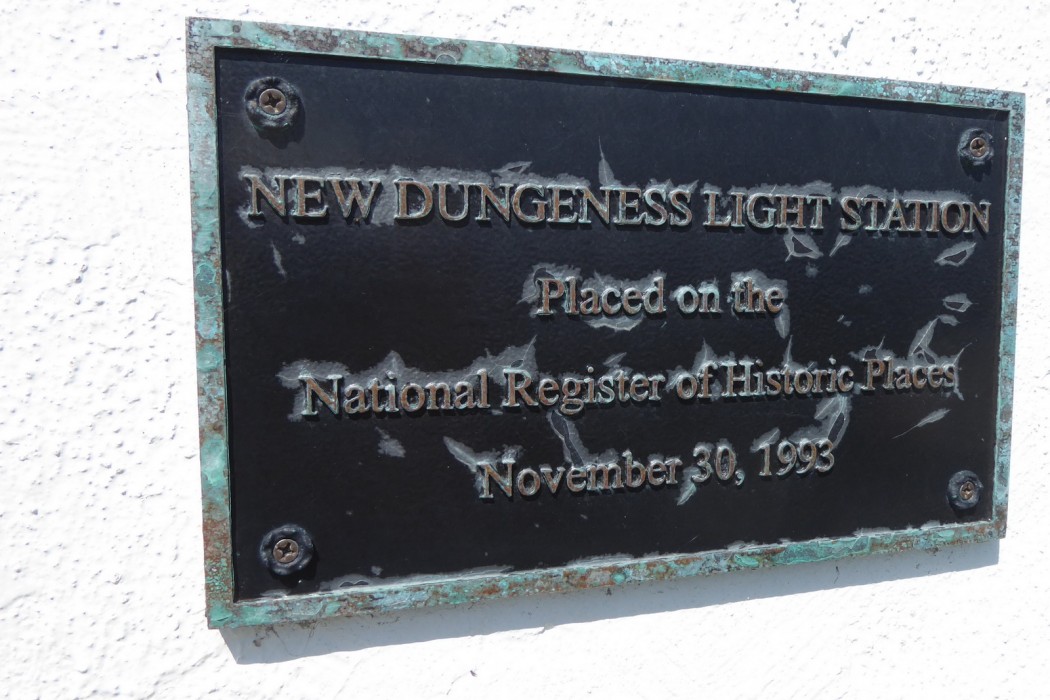 NEW DUNGENESS LIGHT STATION
Placed on the
National Register of Historic Places
November 30, 1993